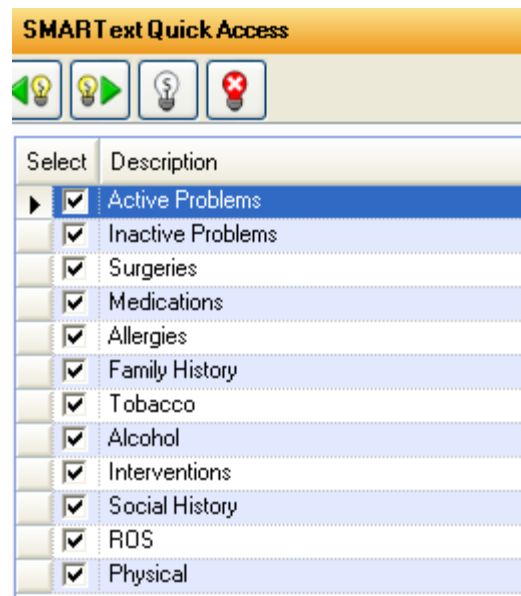 SMARText Quick Access
Select Description
Active Problems
Inactive Problems
Surgeries
Medications
Allergies
Family History
Tobacco
Alcohol
Interventions
Social History
ROS
Physical